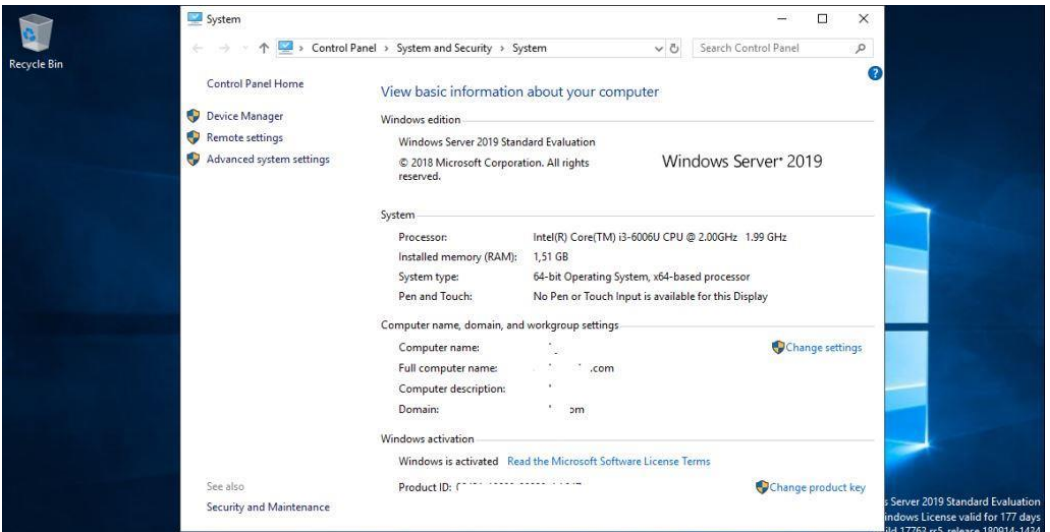 Recycle Bin
System
Control Panel › System and Security › System
Search Control Panel
Control Panel Home
Device Manager
Remote settings
Advanced system settings
View basic information about your computer
Windows edition
Windows Server 2019 Standard Evaluation
© 2018 Microsoft Corporation. All rights
reserved.
Windows Server 2019
System
Processor: Intel(R) Core(TM) i3-6006U CPU @ 2.00GHz 1.99 GHz
Installed memory (RAM): 1,51 GB
System type: 64-bit Operating System, x64-based processor
Pen and Touch: No Pen or Touch Input is available for this Display
Computer name, domain, and workgroup settings
Computer name:
Change settings
Full computer name: .com
Computer description:
Domain: om
Windows activation
Windows is activated Read the Microsoft Software License Terms
Product ID:
Change product key
See also
Security and Maintenance
s Server 2019 Standard Evaluation
indows License valid for 177 days
ild 17763.rs5_release.180914-1434